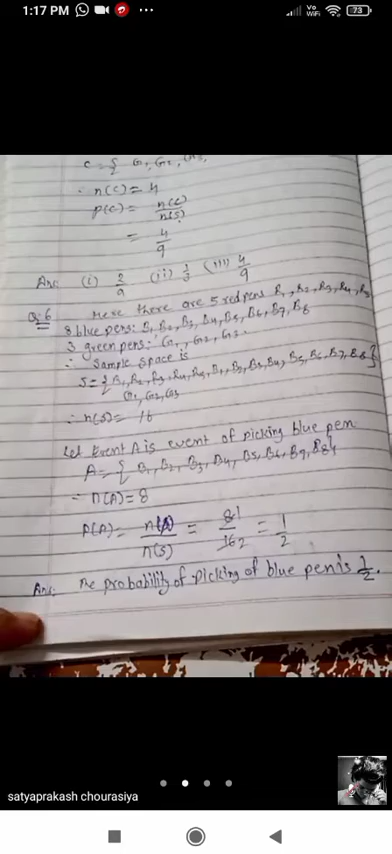 1:17 PM
Vo
WiFi
73
C = { G1, G2, G3,
∴ n(c) = 4
p(c) = n(c)/n(s)
= 4/9
Ans: (i) 2/9 (ii) 1/3 (iii) 4/9
Q:6 Here there are 5 red pens R1, R2, R3, R4, R5
8 blue pens: B1, B2, B3, B4, B5, B6, B7, B8
3 green pens:- G1, G2, G3.
∴ Sample space is
S = { R1, R2, R3, R4, R5, B1, B2, B3, B4, B5, B6, B7, B8 }
G1, G2, G3
∴ n(s) = 16
Let Event A is event of picking blue pen
A = { B1, B2, B3, B4, B5, B6, B7, B8 }
∴ n(A) = 8
P(A) = n(A)/n(s) = 8 1/16 2 = 1/2
Ans: The probability of picking of blue pen is 1/2.
satyaprakash chourasiya